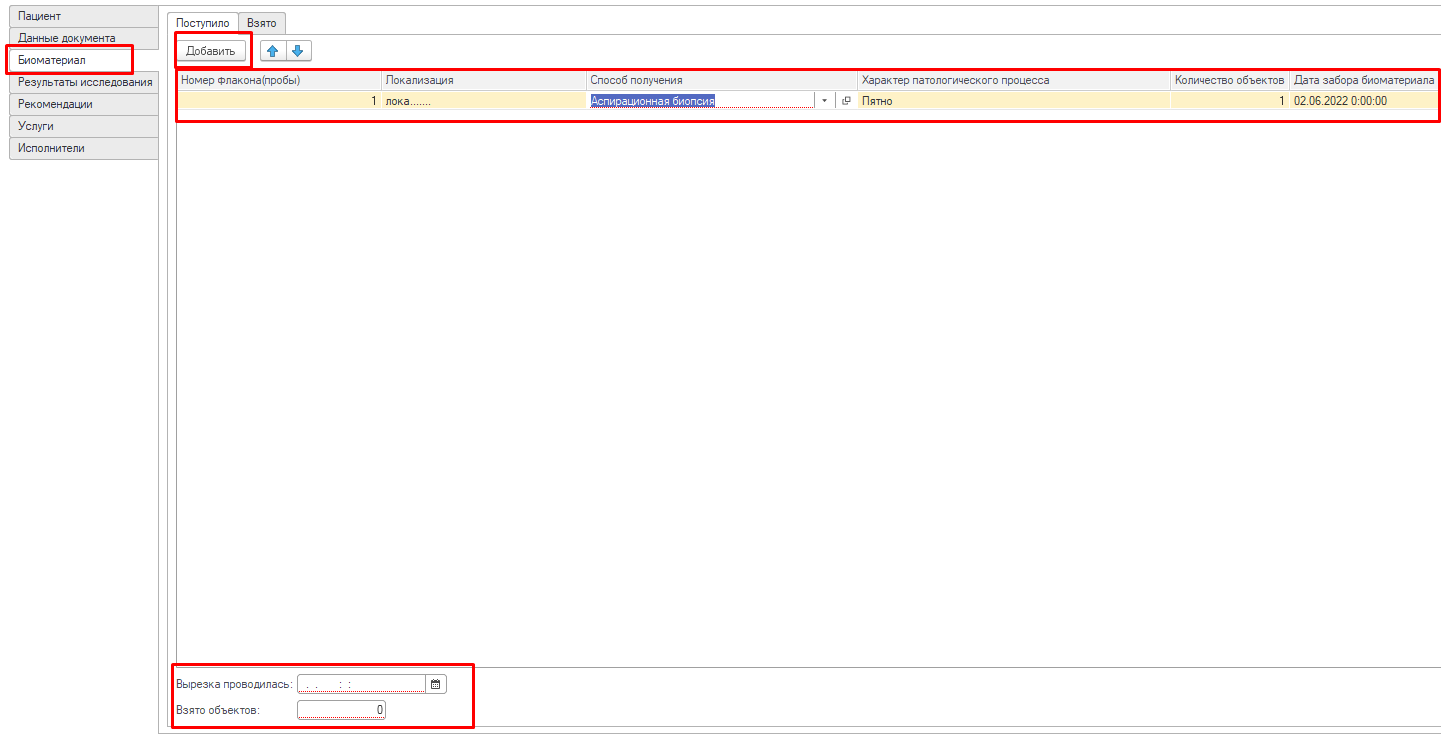 Пациент
Данные документа
Биоматериал
Результаты исследования
Рекомендации
Услуги
Исполнители
Поступило Взято
Добавить
Номер флакона(пробы) Локализация Способ получения Характер патологического процесса Количество объектов Дата забора биоматериала
1 лока....... Аспирационная биопсия Пятно 1 02.06.2022 0:00:00
Вырезка проводилась: . . : :
Взято объектов: 0